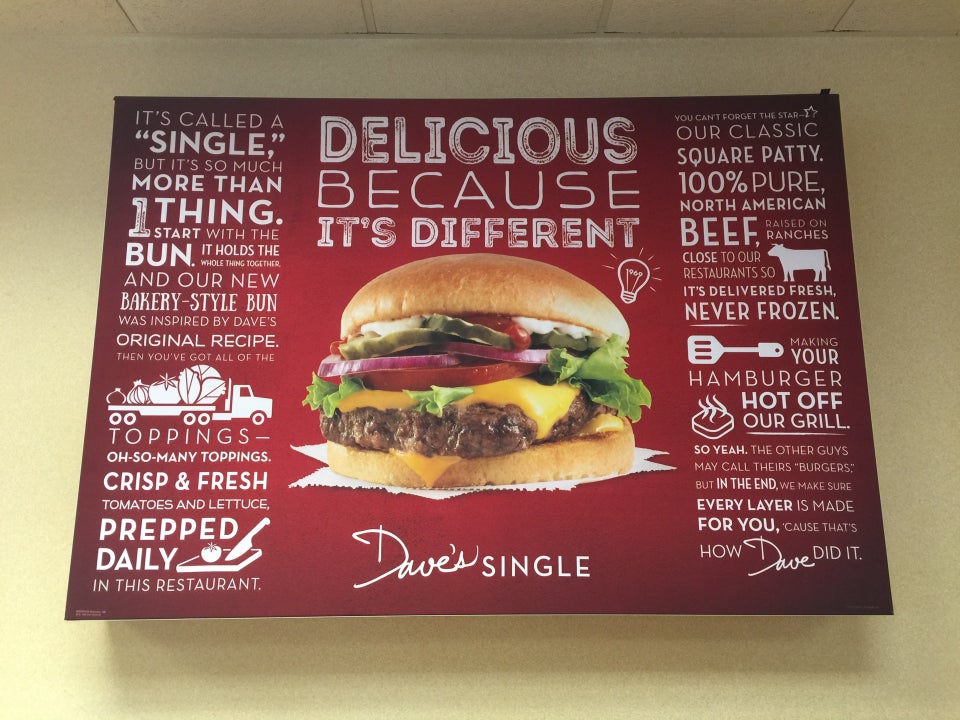 IT'S CALLED A
"SINGLE,"
BUT IT'S SO MUCH
MORE THAN
1 THING.
START WITH THE
BUN. IT HOLDS THE
WHOLE THING TOGETHER.
AND OUR NEW
BAKERY-STYLE BUN
WAS INSPIRED BY DAVE'S
ORIGINAL RECIPE.
THEN YOU'VE GOT ALL OF THE
TOPPINGS—
OH-SO-MANY TOPPINGS.
CRISP & FRESH
TOMATOES AND LETTUCE,
PREPPED
DAILY
IN THIS RESTAURANT.
DELICIOUS
BECAUSE
IT'S DIFFERENT
1969
Dave's SINGLE
YOU CAN'T FORGET THE STAR—
OUR CLASSIC
SQUARE PATTY.
100% PURE,
NORTH AMERICAN
BEEF, RAISED ON
RANCHES
CLOSE TO OUR
RESTAURANTS SO
IT'S DELIVERED FRESH,
NEVER FROZEN.
MAKING
YOUR
HAMBURGER
HOT OFF
OUR GRILL.
SO YEAH. THE OTHER GUYS
MAY CALL THEIRS "BURGERS,"
BUT IN THE END, WE MAKE SURE
EVERY LAYER IS MADE
FOR YOU, 'CAUSE THAT'S
HOW Dave DID IT.